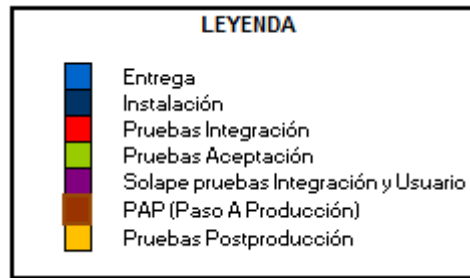 LEYENDA
Entrega
Instalación
Pruebas Integración
Pruebas Aceptación
Solape pruebas Integración y Usuario
PAP (Paso A Producción)
Pruebas Postproducción